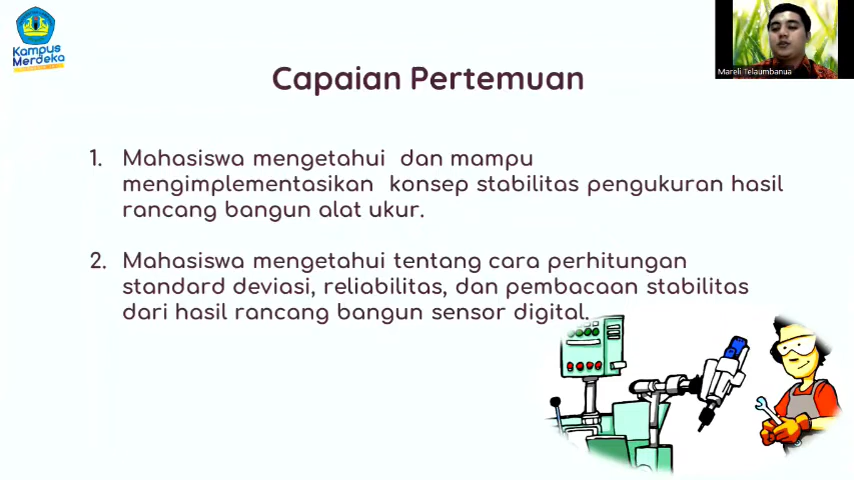 Kampus
Merdeka
Mareli Telaumbanua
Capaian Pertemuan
1. Mahasiswa mengetahui dan mampu
mengimplementasikan konsep stabilitas pengukuran hasil
rancang bangun alat ukur.
2. Mahasiswa mengetahui tentang cara perhitungan
standard deviasi, reliabilitas, dan pembacaan stabilitas
dari hasil rancang bangun sensor digital.